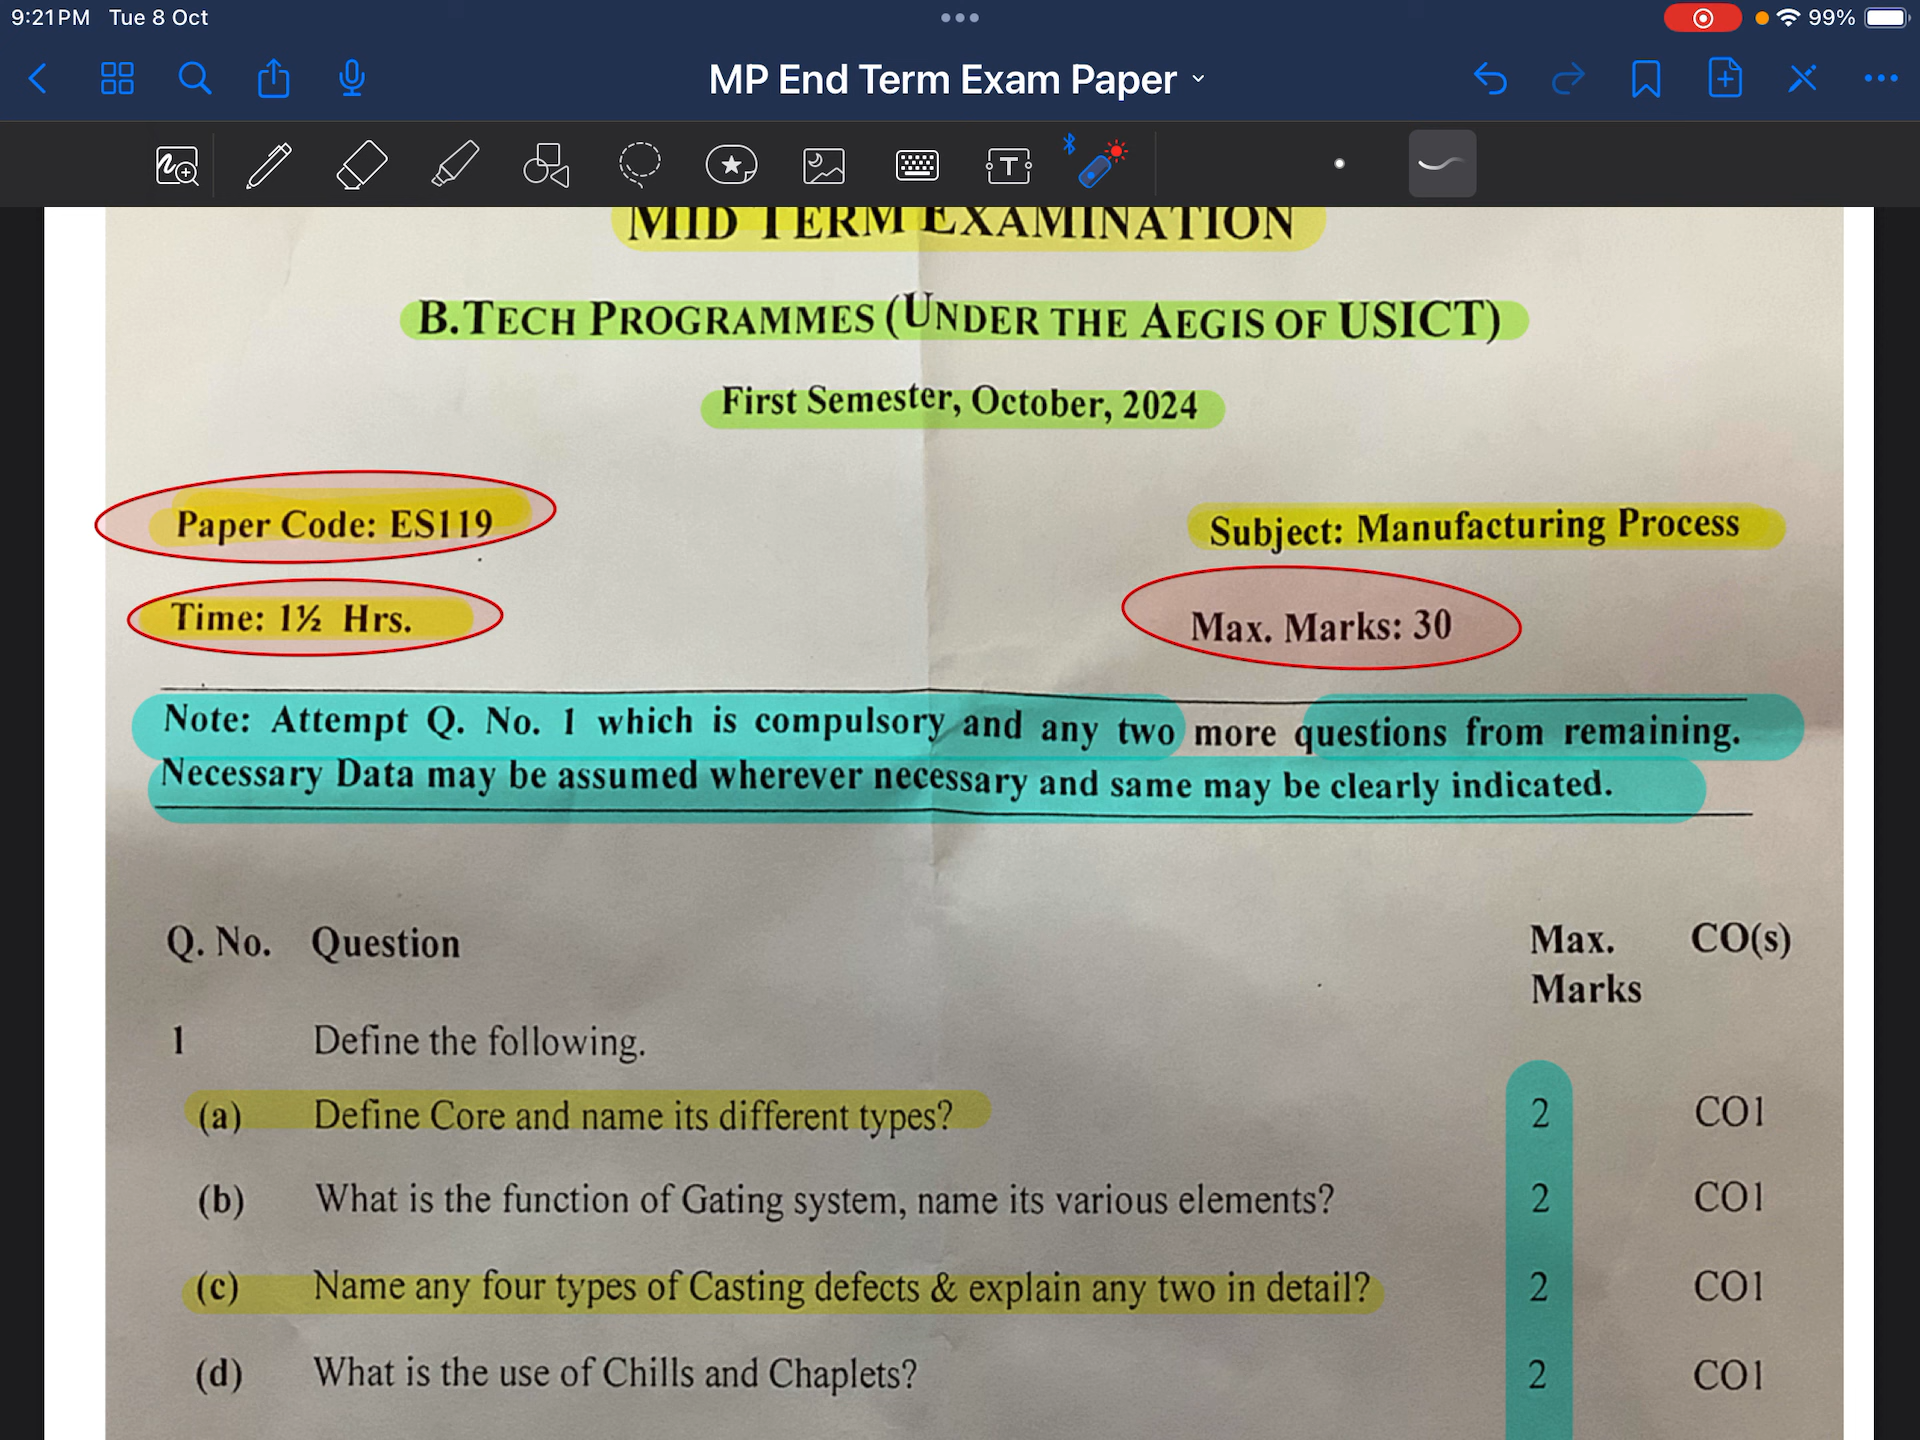 9:21 PM Tue 8 Oct
99%
MP End Term Exam Paper
T
MID TERM EXAMINATION
B.TECH PROGRAMMES (UNDER THE AEGIS OF USICT)
First Semester, October, 2024
Paper Code: ES119
Subject: Manufacturing Process
Time: 1½ Hrs.
Max. Marks: 30
Note: Attempt Q. No. 1 which is compulsory and any two more questions from remaining.
Necessary Data may be assumed wherever necessary and same may be clearly indicated.
Q. No. Question Max. Marks CO(s)
1 Define the following.
(a) Define Core and name its different types? 2 CO1
(b) What is the function of Gating system, name its various elements? 2 CO1
(c) Name any four types of Casting defects & explain any two in detail? 2 CO1
(d) What is the use of Chills and Chaplets? 2 CO1